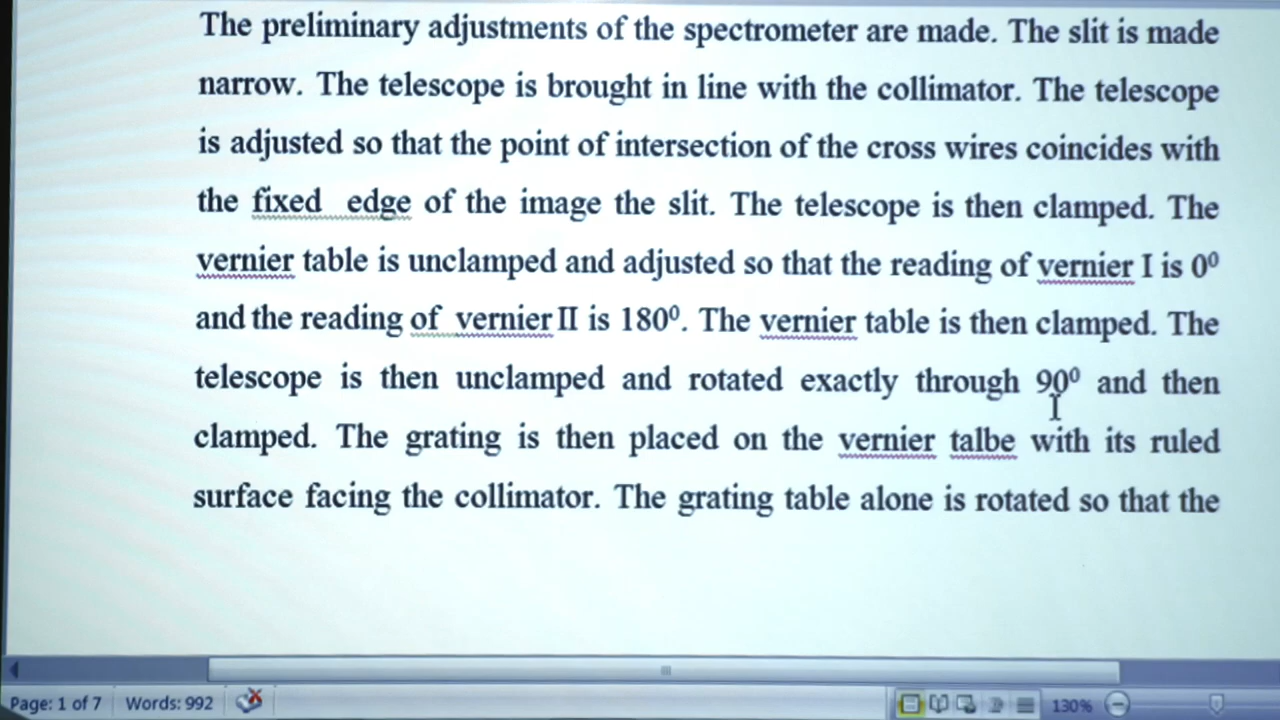 The preliminary adjustments of the spectrometer are made. The slit is made
narrow. The telescope is brought in line with the collimator. The telescope
is adjusted so that the point of intersection of the cross wires coincides with
the fixed edge of the image the slit. The telescope is then clamped. The
vernier table is unclamped and adjusted so that the reading of vernier I is 0⁰
and the reading of vernier II is 180⁰. The vernier table is then clamped. The
telescope is then unclamped and rotated exactly through 90⁰ and then
clamped. The grating is then placed on the vernier talbe with its ruled
surface facing the collimator. The grating table alone is rotated so that the
Page: 1 of 7 Words: 992 130%